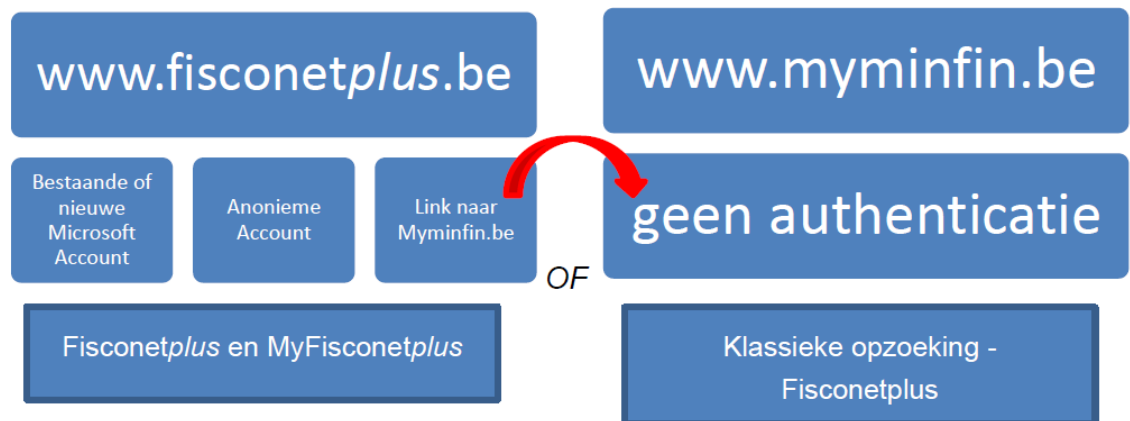 www.fisconetplus.be
Bestaande of
nieuwe
Microsoft
Account
Anonieme
Account
Link naar
Myminfin.be
Fisconetplus en MyFisconetplus
OF
www.myminfin.be
geen authenticatie
Klassieke opzoeking -
Fisconetplus